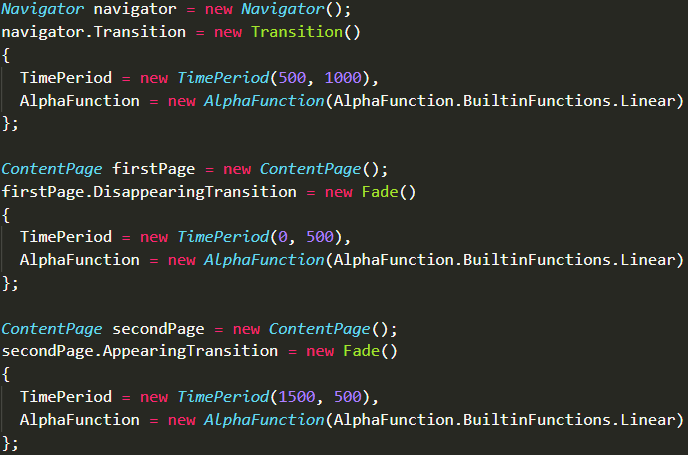 Navigator navigator = new Navigator();
navigator.Transition = new Transition()
{
  TimePeriod = new TimePeriod(500, 1000),
  AlphaFunction = new AlphaFunction(AlphaFunction.BuiltinFunctions.Linear)
};

ContentPage firstPage = new ContentPage();
firstPage.DisappearingTransition = new Fade()
{
  TimePeriod = new TimePeriod(0, 500),
  AlphaFunction = new AlphaFunction(AlphaFunction.BuiltinFunctions.Linear)
};

ContentPage secondPage = new ContentPage();
secondPage.AppearingTransition = new Fade()
{
  TimePeriod = new TimePeriod(1500, 500),
  AlphaFunction = new AlphaFunction(AlphaFunction.BuiltinFunctions.Linear)
};